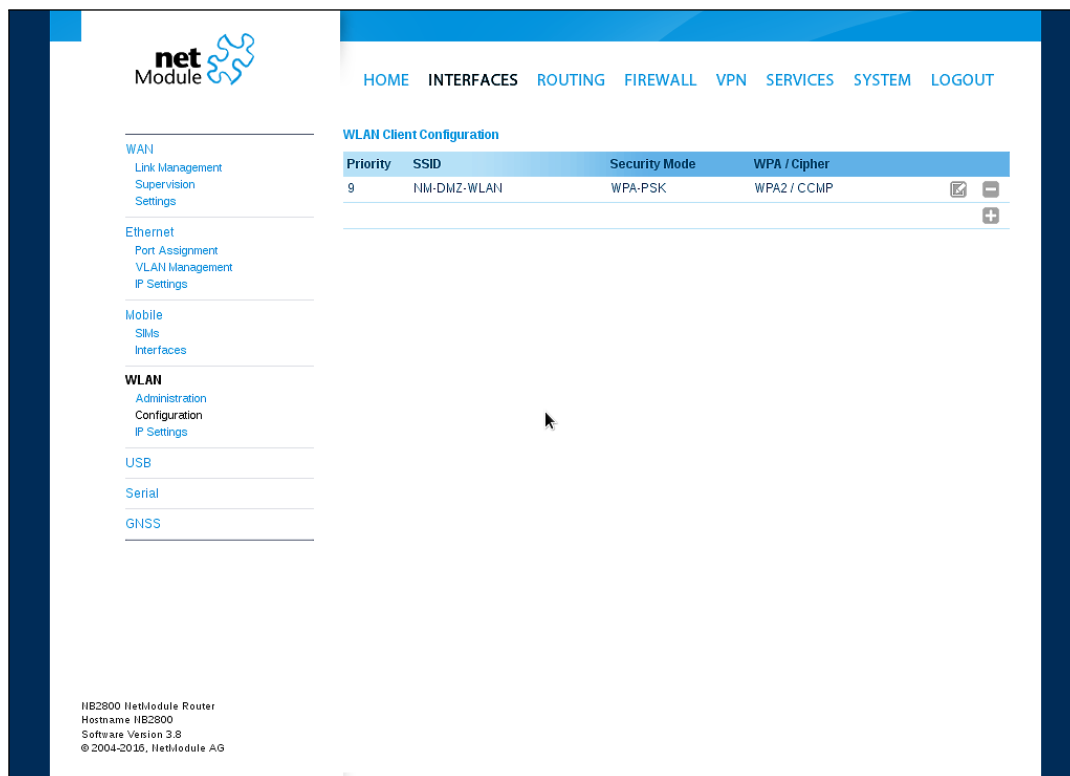 net
Module
HOME INTERFACES ROUTING FIREWALL VPN SERVICES SYSTEM LOGOUT
WAN
Link Management
Supervision
Settings
Ethernet
Port Assignment
VLAN Management
IP Settings
Mobile
SIMs
Interfaces
WLAN
Administration
Configuration
IP Settings
USB
Serial
GNSS
WLAN Client Configuration
Priority SSID Security Mode WPA / Cipher
9 NM-DMZ-WLAN WPA-PSK WPA2 / CCMP
NB2800 NetModule Router
Hostname NB2800
Software Version 3.8
© 2004-2016, NetModule AG